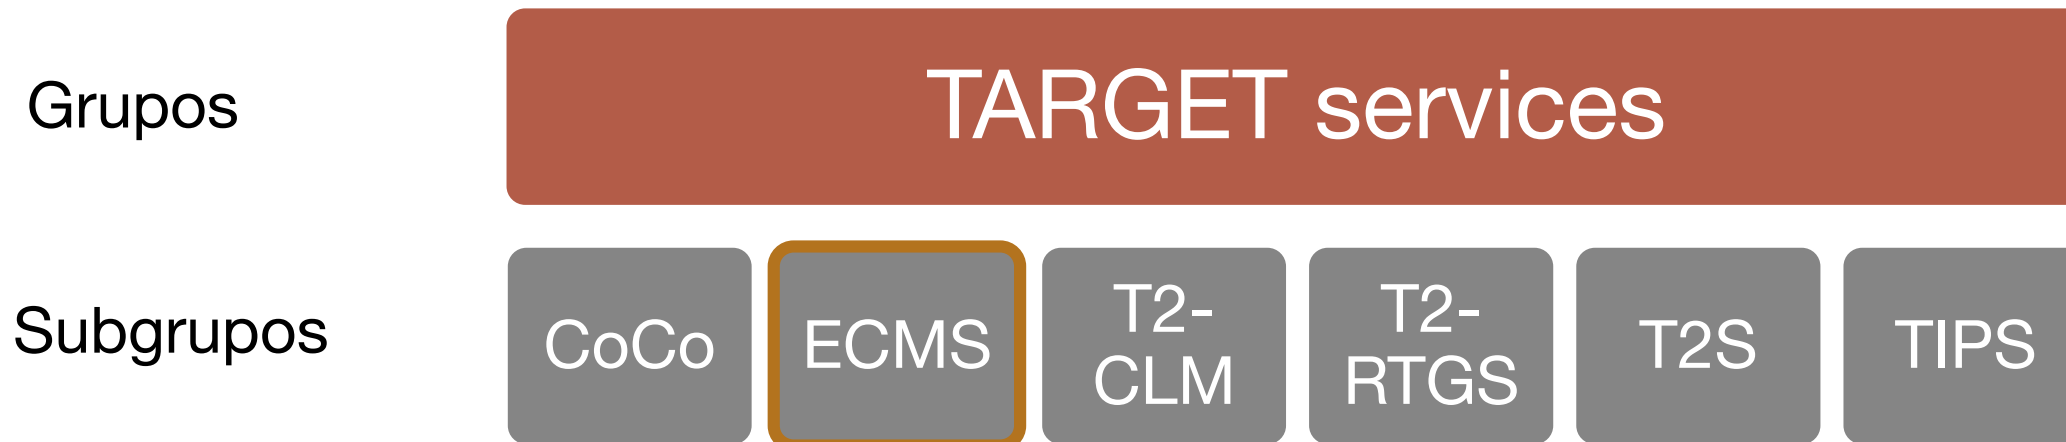 Grupos
TARGET services
Subgrupos
CoCo
ECMS
T2-
CLM
T2-
RTGS
T2S
TIPS